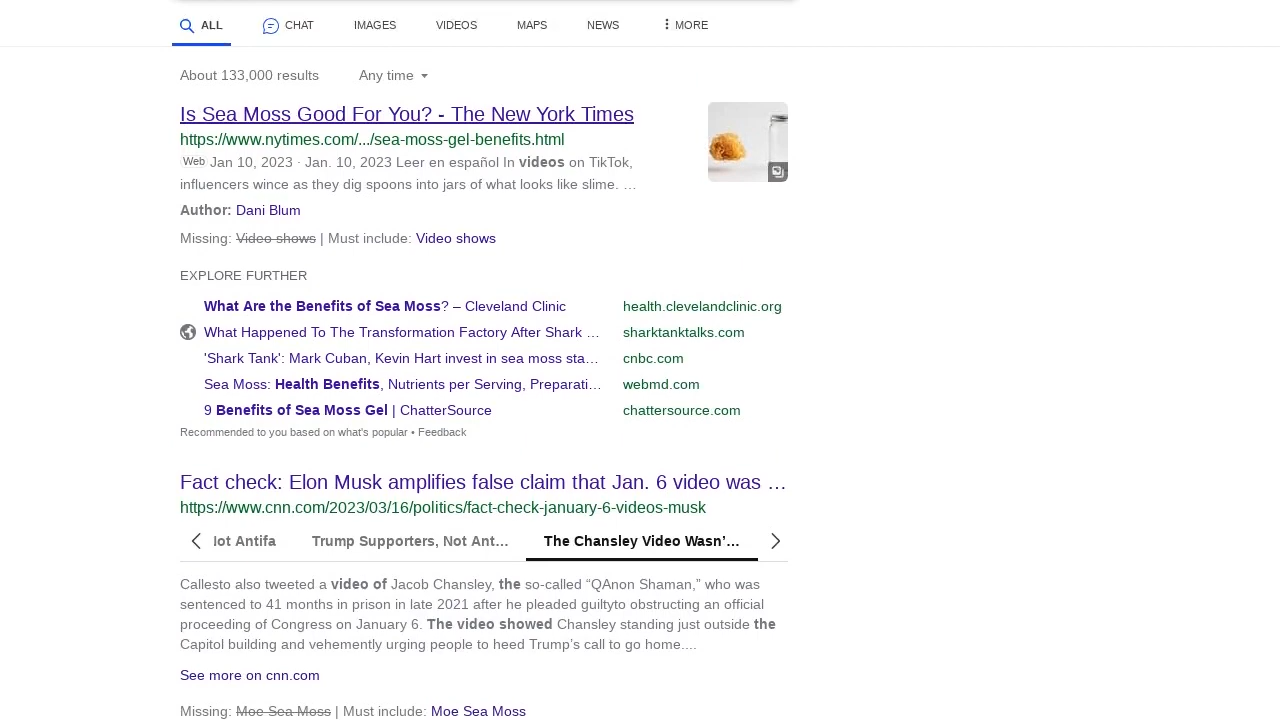 ALL
CHAT
IMAGES
VIDEOS
MAPS
NEWS
MORE
About 133,000 results
Any time
Is Sea Moss Good For You? - The New York Times
https://www.nytimes.com/.../sea-moss-gel-benefits.html
Web Jan 10, 2023 · Jan. 10, 2023 Leer en español In videos on TikTok,
influencers wince as they dig spoons into jars of what looks like slime. …
Author: Dani Blum
Missing: Video shows | Must include: Video shows
EXPLORE FURTHER
What Are the Benefits of Sea Moss? – Cleveland Clinic health.clevelandclinic.org
What Happened To The Transformation Factory After Shark … sharktanktalks.com
'Shark Tank': Mark Cuban, Kevin Hart invest in sea moss sta… cnbc.com
Sea Moss: Health Benefits, Nutrients per Serving, Preparati… webmd.com
9 Benefits of Sea Moss Gel | ChatterSource chattersource.com
Recommended to you based on what's popular • Feedback
Fact check: Elon Musk amplifies false claim that Jan. 6 video was …
https://www.cnn.com/2023/03/16/politics/fact-check-january-6-videos-musk
Not Antifa
Trump Supporters, Not Ant…
The Chansley Video Wasn'…
Callesto also tweeted a video of Jacob Chansley, the so-called “QAnon Shaman,” who was
sentenced to 41 months in prison in late 2021 after he pleaded guiltyto obstructing an official
proceeding of Congress on January 6. The video showed Chansley standing just outside the
Capitol building and vehemently urging people to heed Trump’s call to go home....
See more on cnn.com
Missing: Moe Sea Moss | Must include: Moe Sea Moss